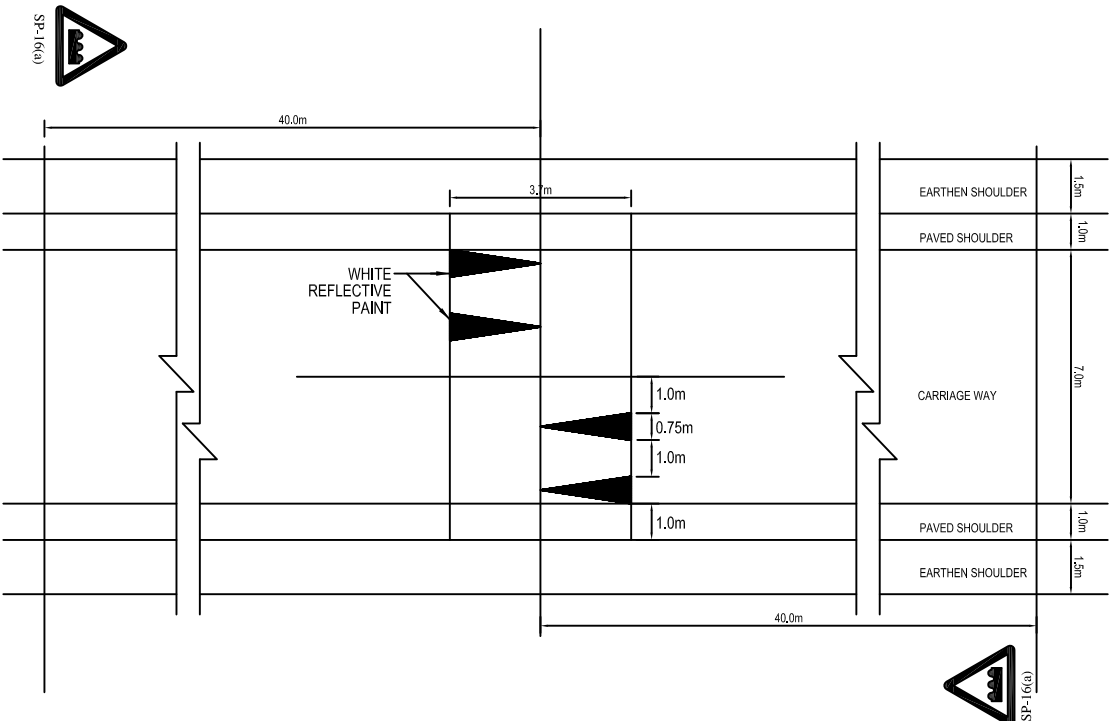 SP-16(a)
40.0m
3.7m
EARTHEN SHOULDER
1.5m
PAVED SHOULDER
1.0m
WHITE
REFLECTIVE
PAINT
1.0m
0.75m
1.0m
1.0m
CARRIAGE WAY
7.0m
PAVED SHOULDER
1.0m
EARTHEN SHOULDER
1.5m
40.0m
SP-16(a)